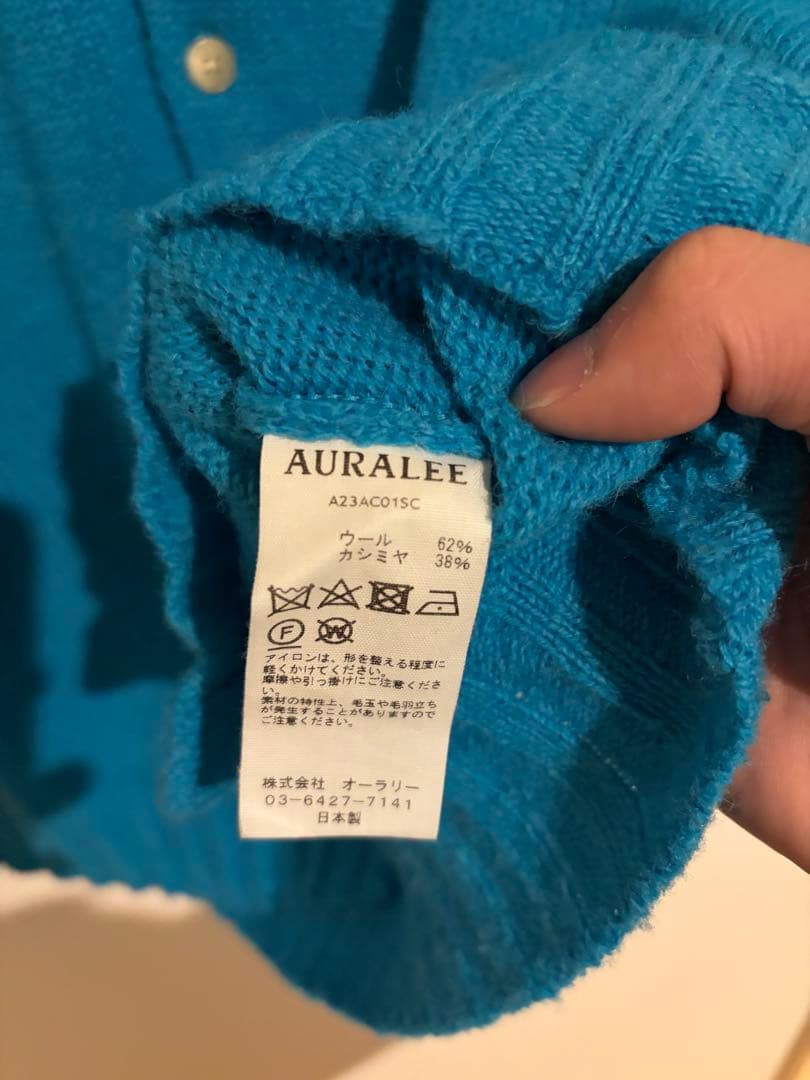 AURALEE
A23AC01SC
ウール 62%
カシミヤ 38%
F W
アイロンは、形を整える程度に
軽くかけてください。
摩擦や引っ掛けにご注意くださ
い。
素材の特性上、毛玉や毛羽立ち
が発生することがありますので
ご注意ください。
株式会社 オーラリー
03-6427-7141
日本製